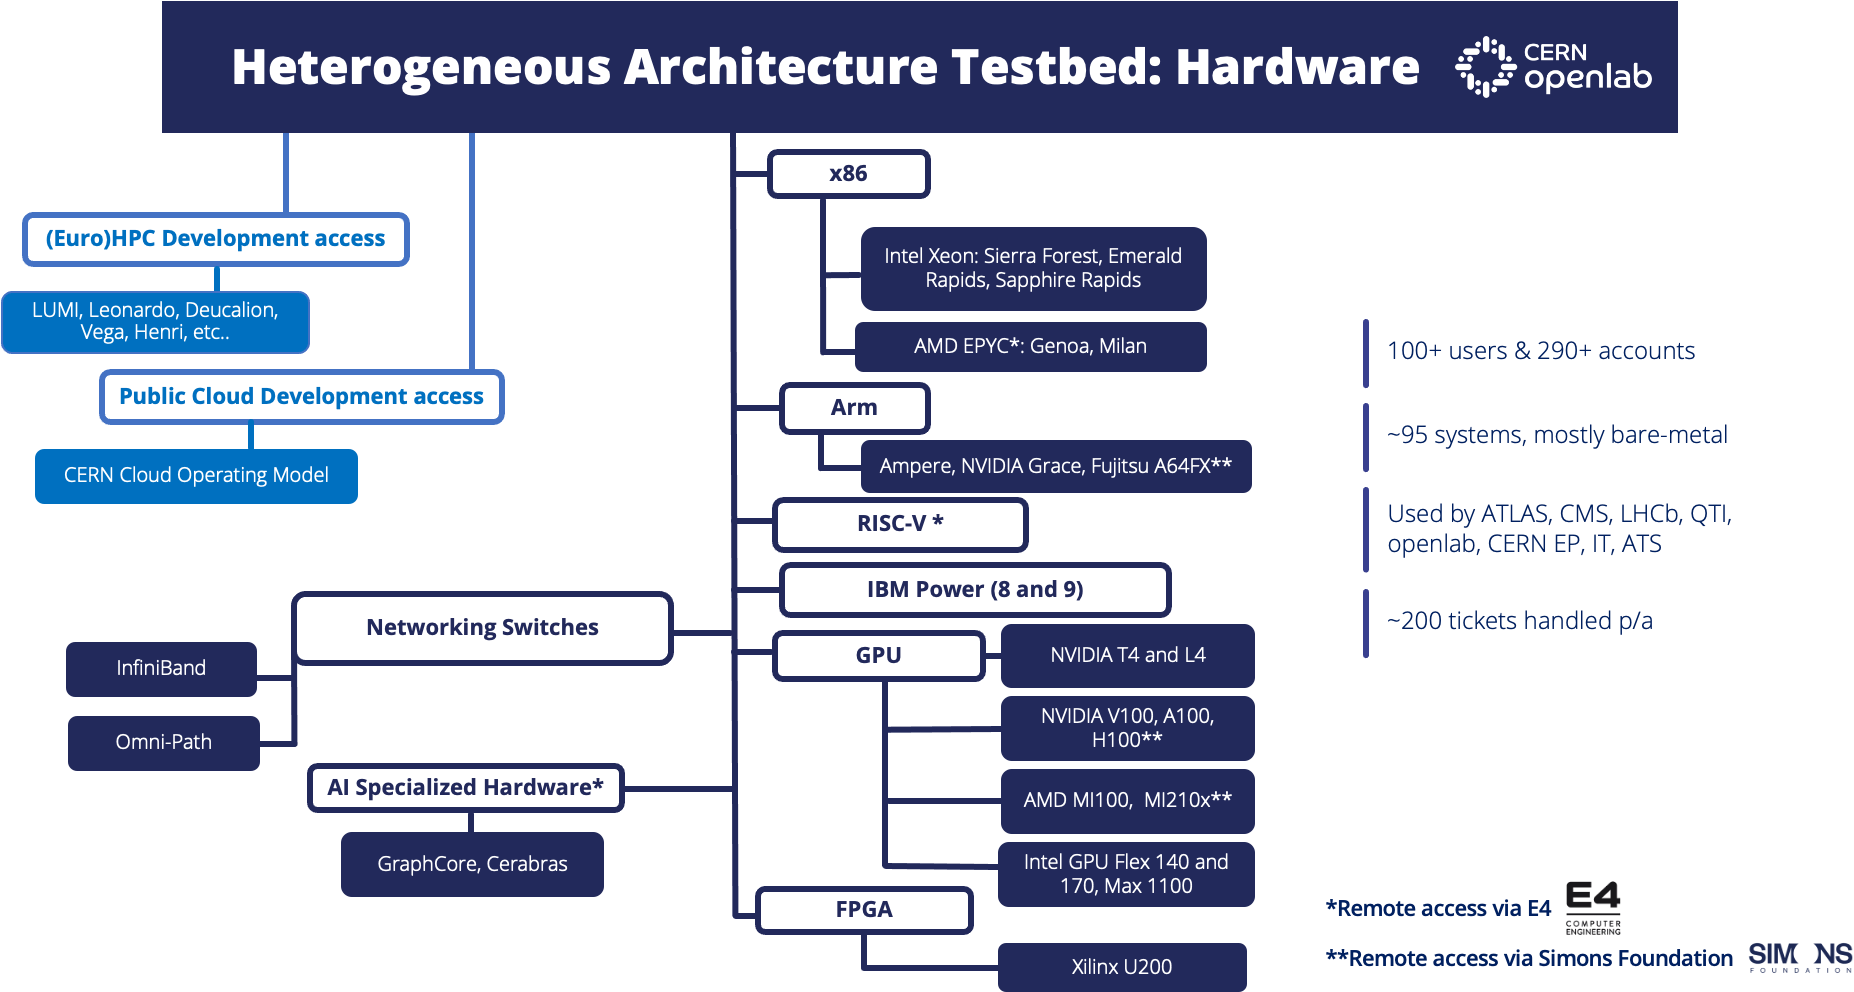 Heterogeneous Architecture Testbed: Hardware
CERN
openlab
x86
(Euro)HPC Development access
Intel Xeon: Sierra Forest, Emerald
Rapids, Sapphire Rapids
LUMI, Leonardo, Deucalion,
Vega, Henri, etc..
AMD EPYC*: Genoa, Milan
100+ users & 290+ accounts
Public Cloud Development access
Arm
~95 systems, mostly bare-metal
CERN Cloud Operating Model
Ampere, NVIDIA Grace, Fujitsu A64FX**
RISC-V *
Used by ATLAS, CMS, LHCb, QTI,
openlab, CERN EP, IT, ATS
IBM Power (8 and 9)
Networking Switches
~200 tickets handled p/a
InfiniBand
GPU
NVIDIA T4 and L4
Omni-Path
NVIDIA V100, A100,
H100**
AI Specialized Hardware*
AMD MI100,  MI210x**
GraphCore, Cerabras
Intel GPU Flex 140 and
170, Max 1100
FPGA
*Remote access via E4
E4
COMPUTER
ENGINEERING
Xilinx U200
**Remote access via Simons Foundation
SIMONS
FOUNDATION